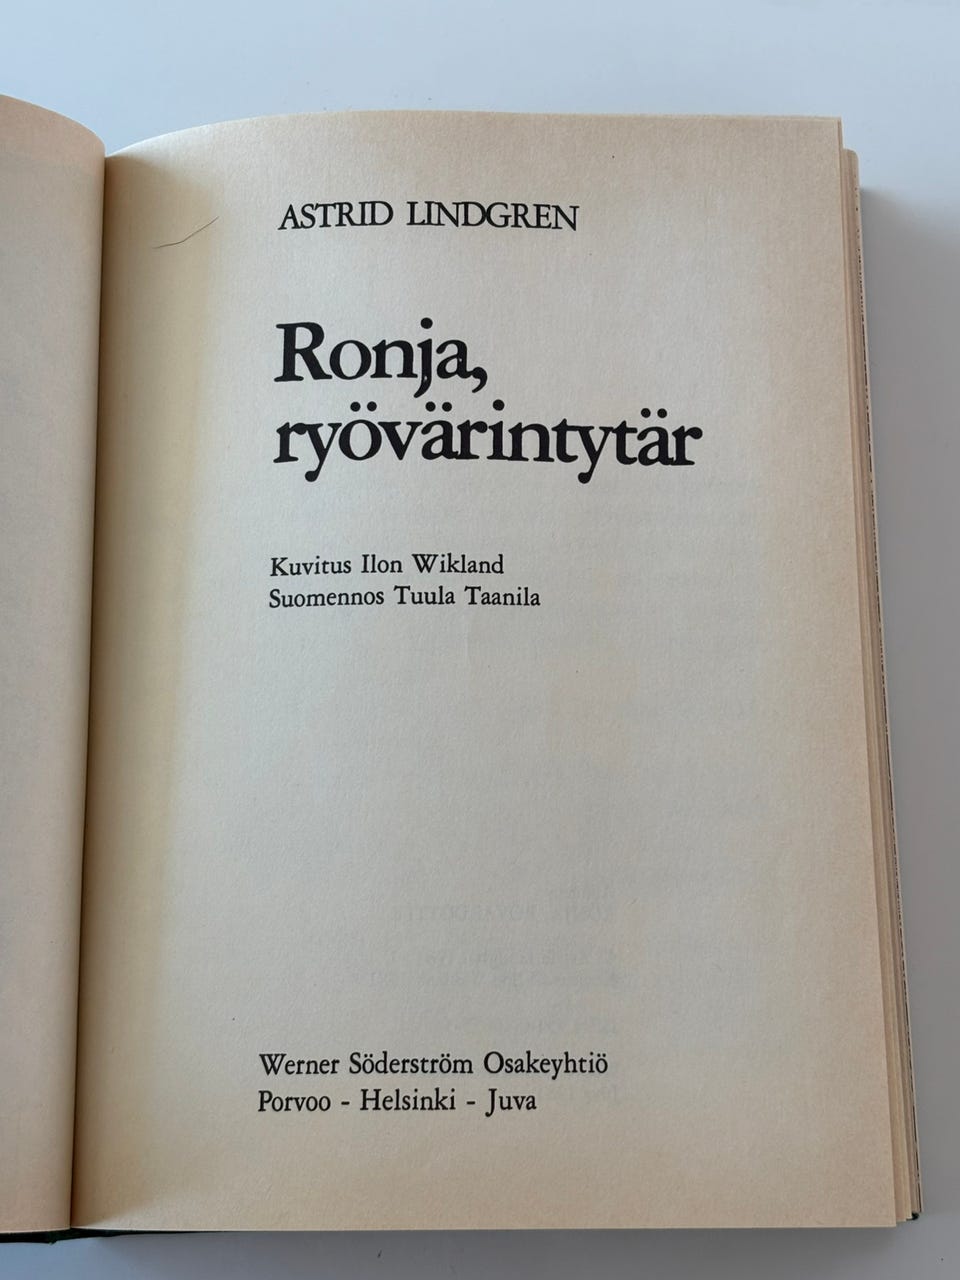 ASTRID LINDGREN
Ronja,
ryövärintytär
Kuvitus Ilon Wikland
Suomennos Tuula Taanila
Werner Söderström Osakeyhtiö
Porvoo - Helsinki - Juva